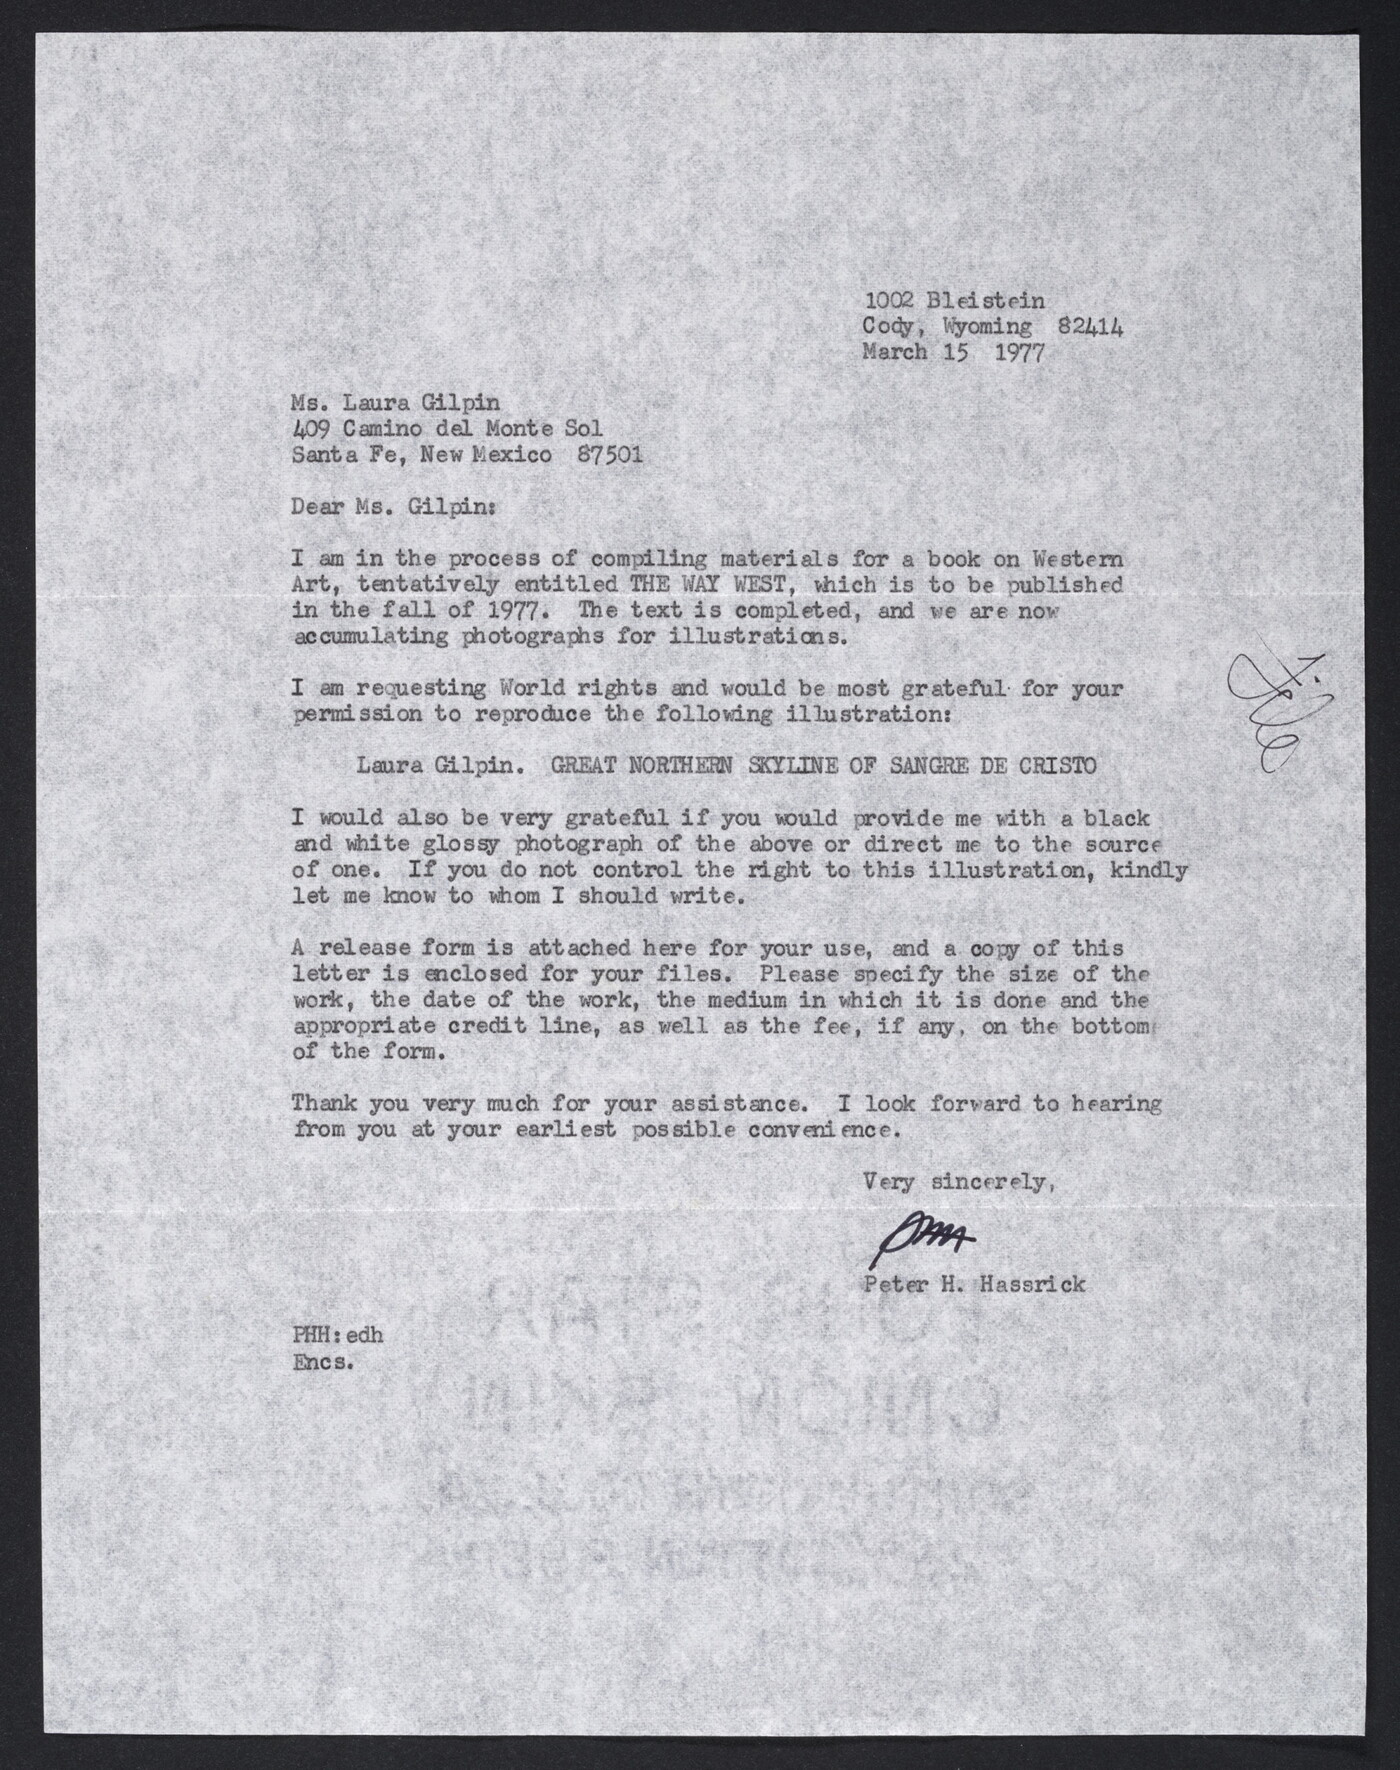 1002 Bleistein
Cody, Wyoming 82414
March 15 1977
Ms. Laura Gilpin
409 Camino del Monte Sol
Santa Fe, New Mexico 87501
Dear Ms. Gilpin:
I am in the process of compiling materials for a book on Western
Art, tentatively entitled THE WAY WEST, which is to be published
in the fall of 1977. The text is completed, and we are now
accumulating photographs for illustrations.
I am requesting World rights and would be most grateful for your
permission to reproduce the following illustration:
File
Laura Gilpin. GREAT NORTHERN SKYLINE OF SANGRE DE CRISTO
I would also be very grateful if you would provide me with a black
and white glossy photograph of the above or direct me to the source
of one. If you do not control the right to this illustration, kindly
let me know to whom I should write.
A release form is attached here for your use, and a copy of this
letter is enclosed for your files. Please specify the size of the
work, the date of the work, the medium in which it is done and the
appropriate credit line, as well as the fee, if any, on the bottom
of the form.
Thank you very much for your assistance. I look forward to hearing
from you at your earliest possible convenience.
Very sincerely,
Peter H. Hassrick
PHH:edh
Encs.
ONION SKIN